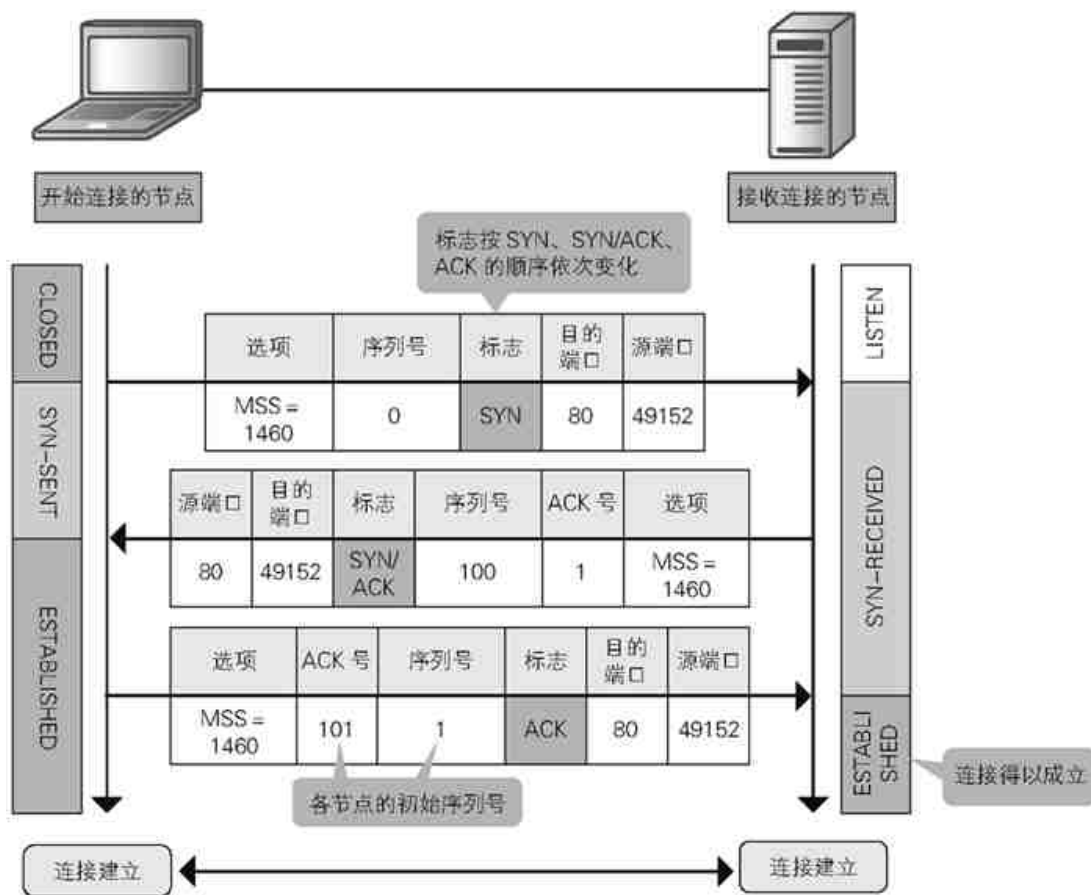 开始连接的节点
接收连接的节点
标志按 SYN、SYN/ACK、
ACK 的顺序依次变化
CLOSED
LISTEN
选项 序列号 标志 目的
端口 源端口
MSS =
1460 0 SYN 80 49152
SYN-SENT
源端口 目的
端口 标志 序列号 ACK 号 选项
80 49152 SYN/
ACK 100 1 MSS =
1460
SYN-RECEIVED
ESTABLISHED
选项 ACK 号 序列号 标志 目的
端口 源端口
MSS =
1460 101 1 ACK 80 49152
ESTABLI
SHED
连接得以成立
各节点的初始序列号
连接建立
连接建立